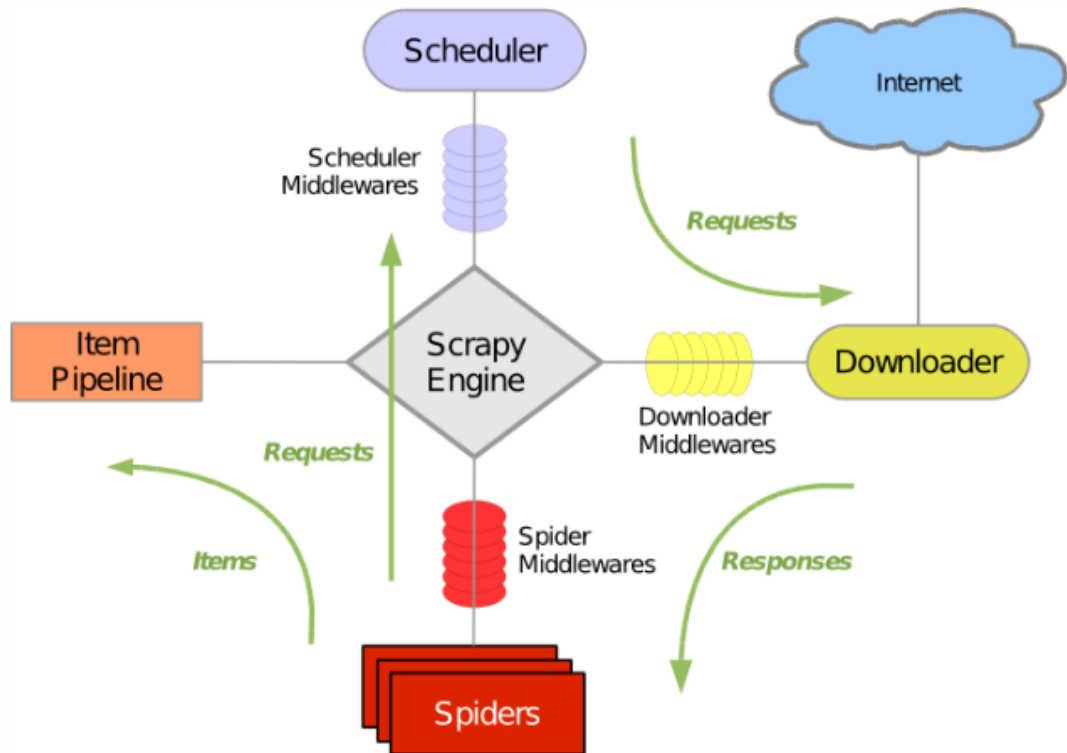 Scheduler
Internet
Scheduler
Middlewares
Requests
Item
Pipeline
Scrapy
Engine
Downloader
Downloader
Middlewares
Requests
Items
Spider
Middlewares
Responses
Spiders